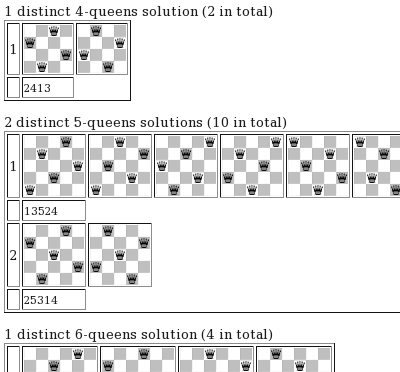 1 distinct 4-queens solution (2 in total)
1
2413
2 distinct 5-queens solutions (10 in total)
1
13524
2
25314
1 distinct 6-queens solution (4 in total)